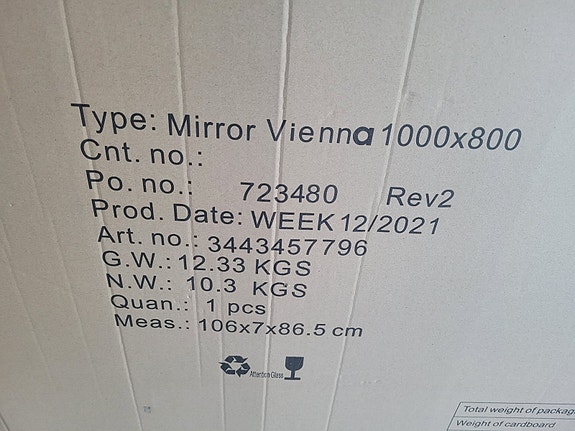 Type: Mirror Vienna 1000x800
Cnt. no.:
Po. no.: 723480 Rev2
Prod. Date: WEEK 12/2021
Art. no.: 3443457796
G.W.: 12.33 KGS
N.W.: 10.3 KGS
Quan.: 1 pcs
Meas.: 106x7x86.5 cm
Attention Glass
Total weight of packag
Weight of cardboard